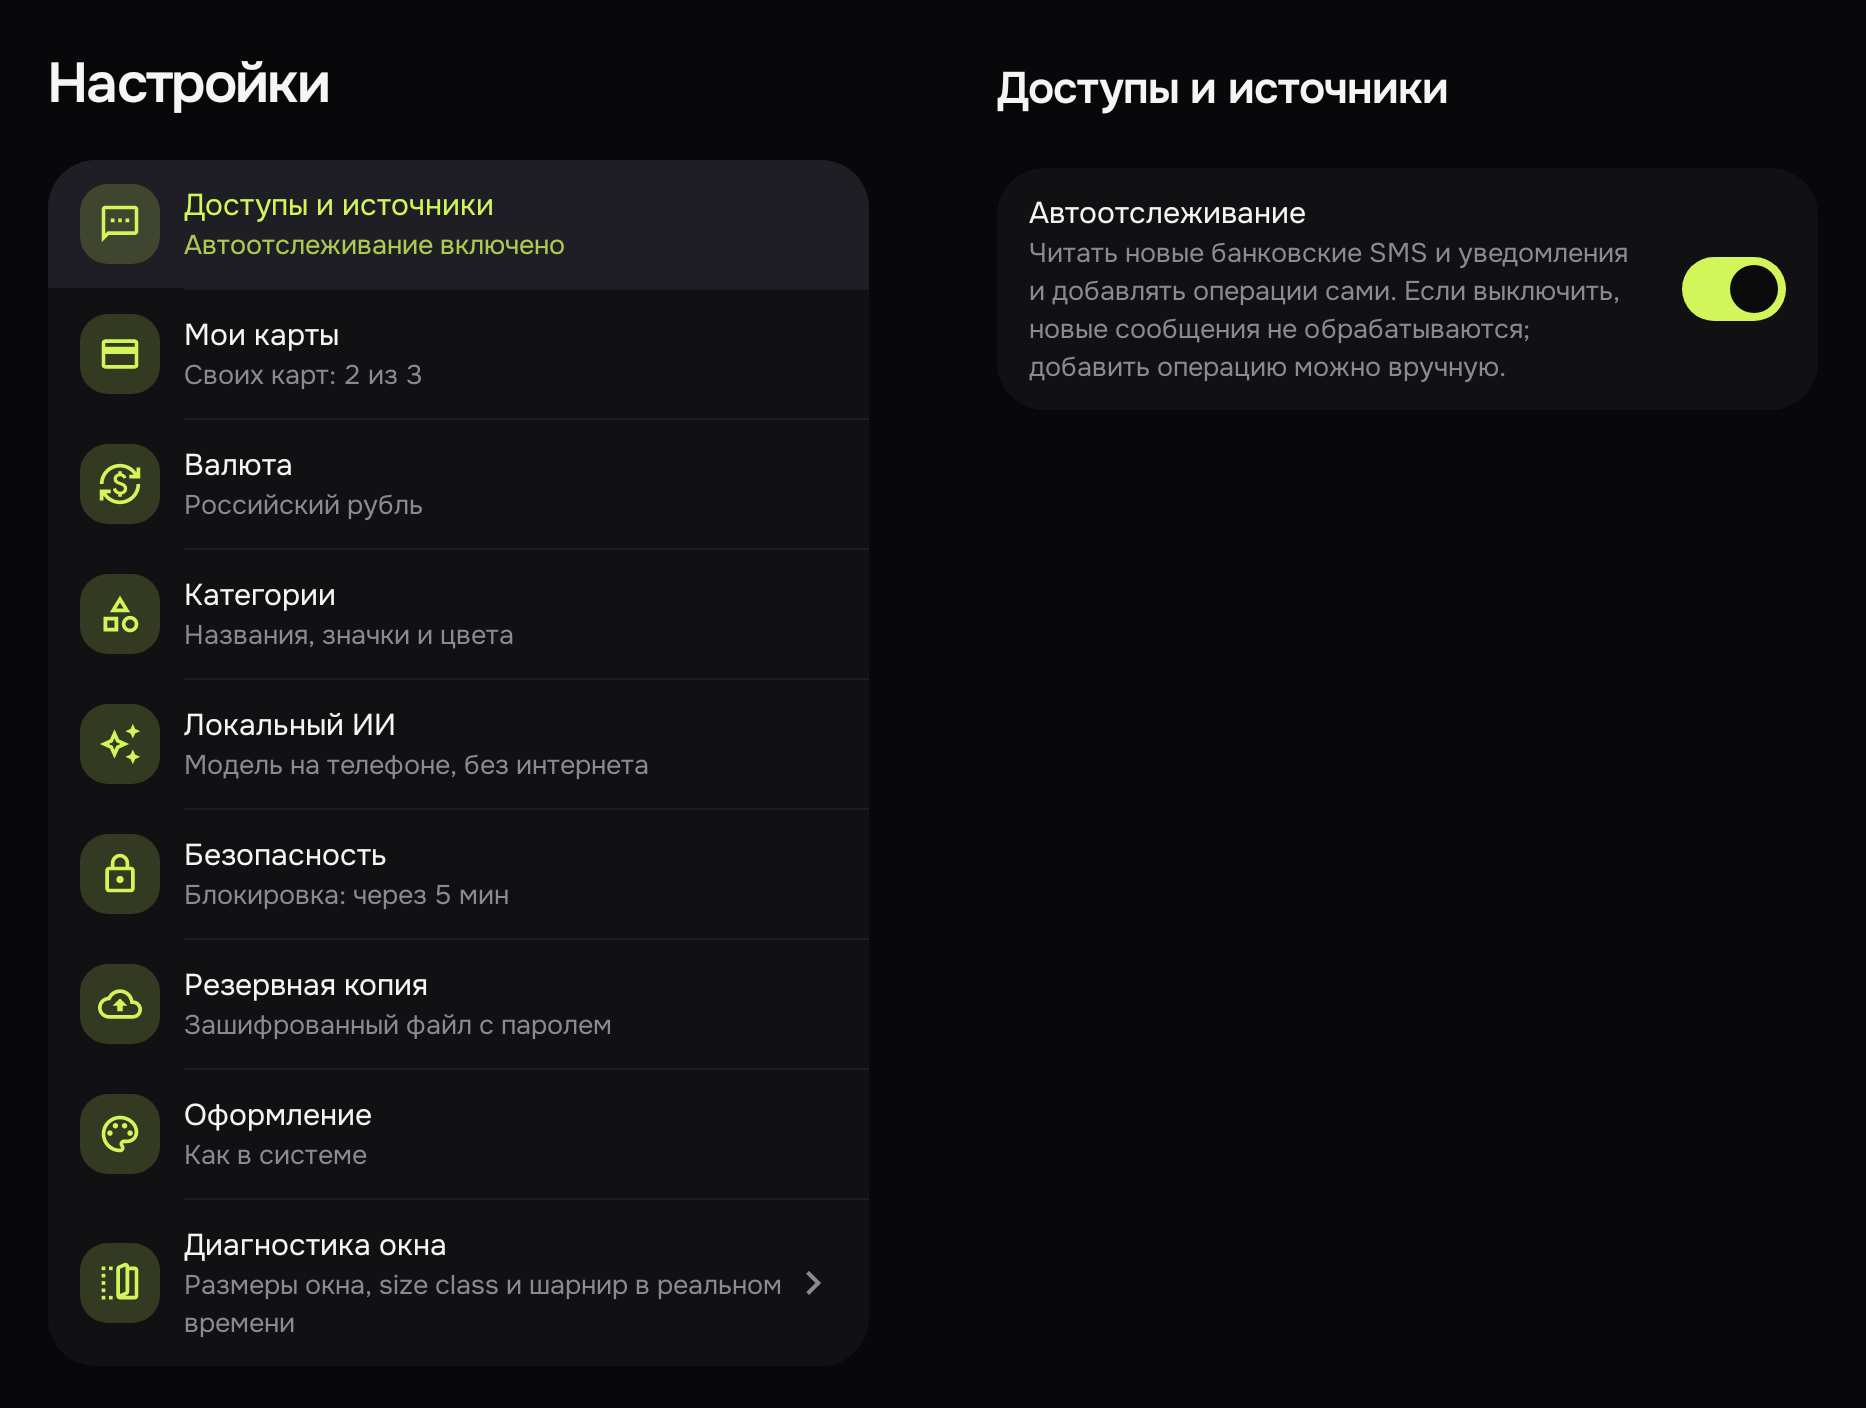 Настройки
Доступы и источники
Автоотслеживание включено
Мои карты
Своих карт: 2 из 3
Валюта
Российский рубль
Категории
Названия, значки и цвета
Локальный ИИ
Модель на телефоне, без интернета
Безопасность
Блокировка: через 5 мин
Резервная копия
Зашифрованный файл с паролем
Оформление
Как в системе
Диагностика окна
Размеры окна, size class и шарнир в реальном
времени
Доступы и источники
Автоотслеживание
Читать новые банковские SMS и уведомления
и добавлять операции сами. Если выключить,
новые сообщения не обрабатываются;
добавить операцию можно вручную.